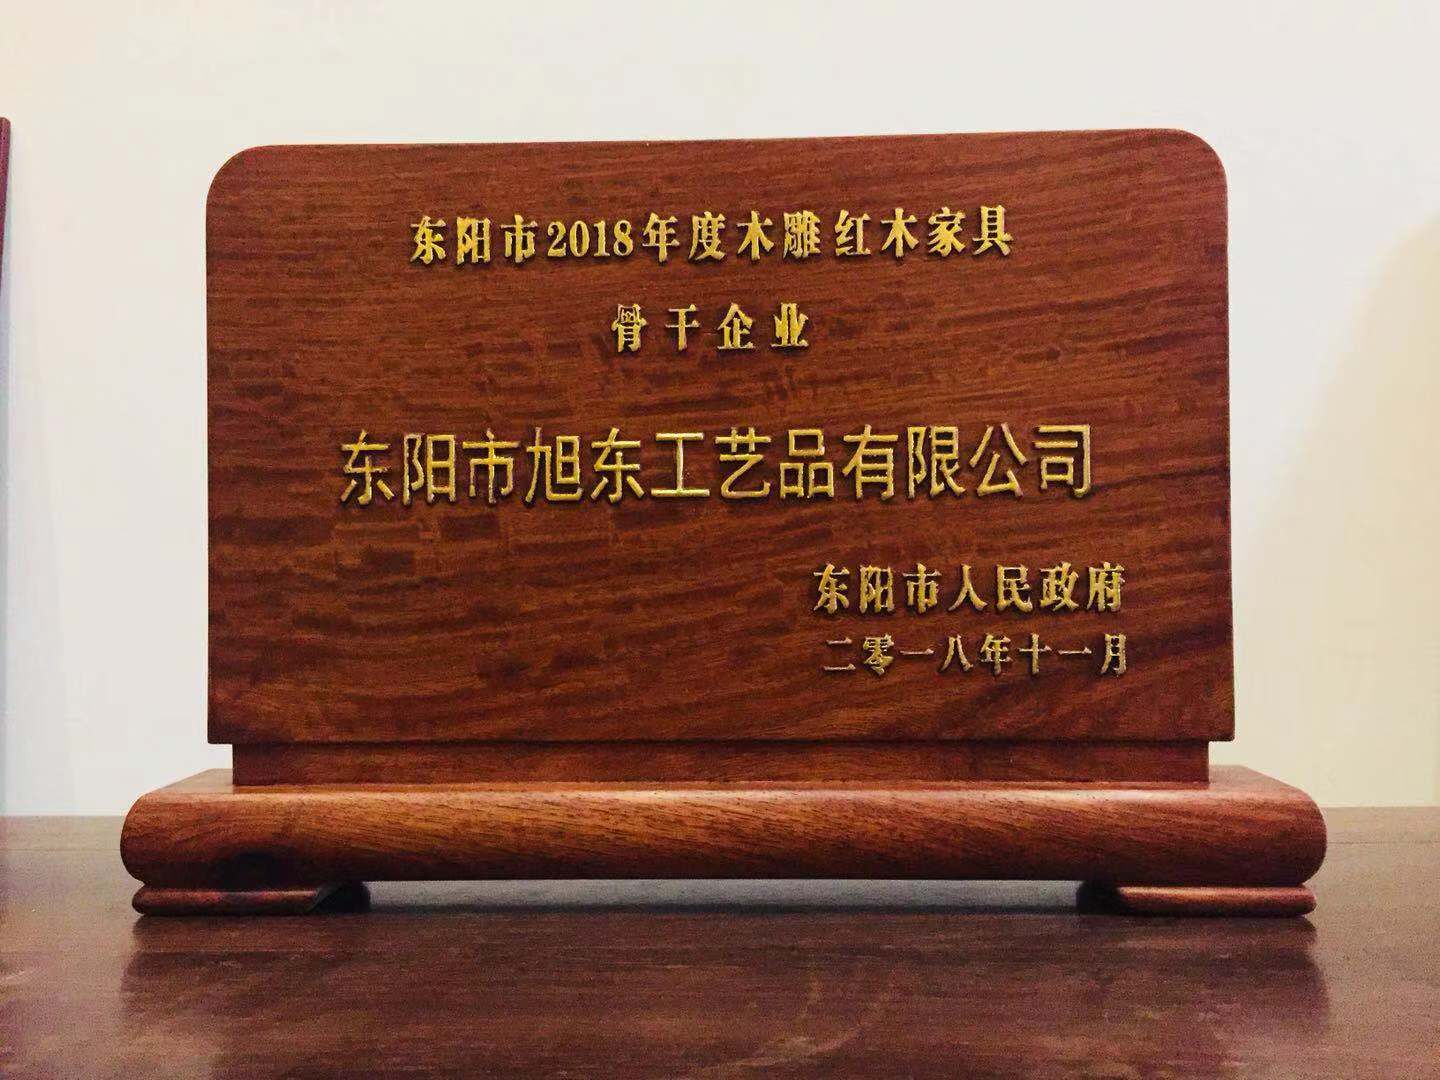 东阳市2018年度木雕红木家具
骨干企业
东阳市旭东工艺品有限公司
东阳市人民政府
二零一八年十一月